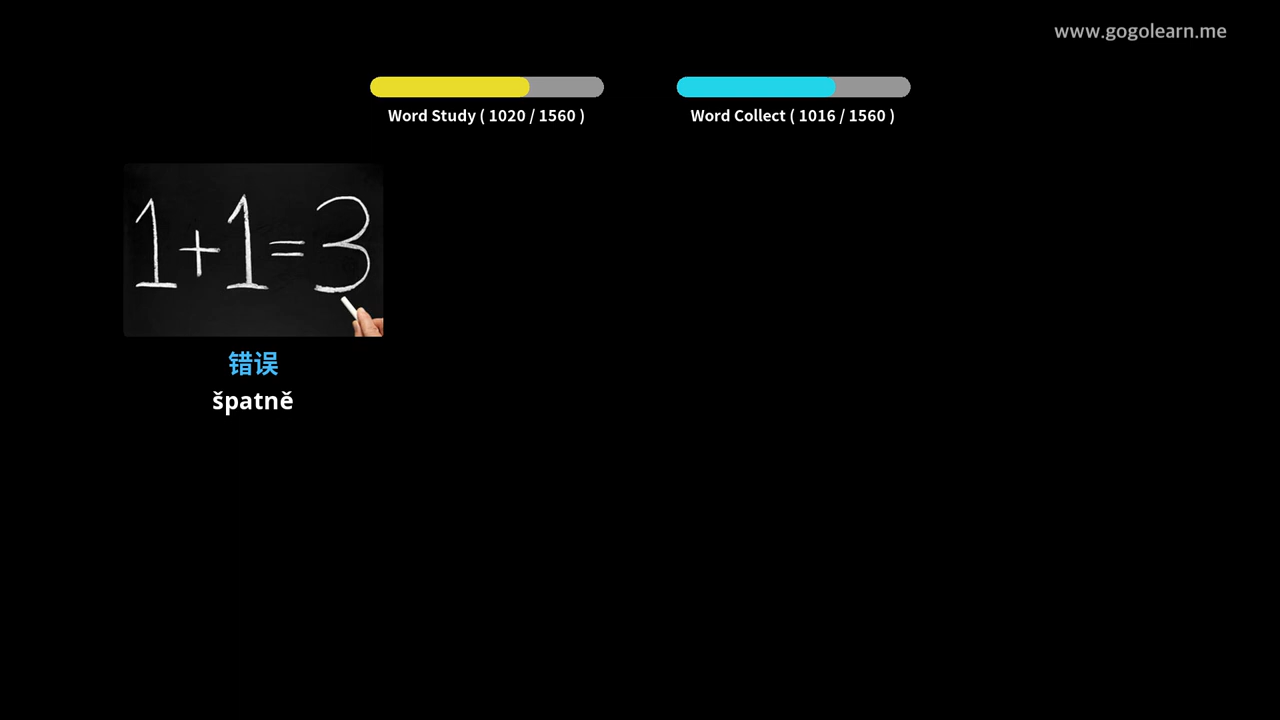 www.gogolearn.me
Word Study ( 1020 / 1560 )
Word Collect ( 1016 / 1560 )
1+1=3
错误
špatně